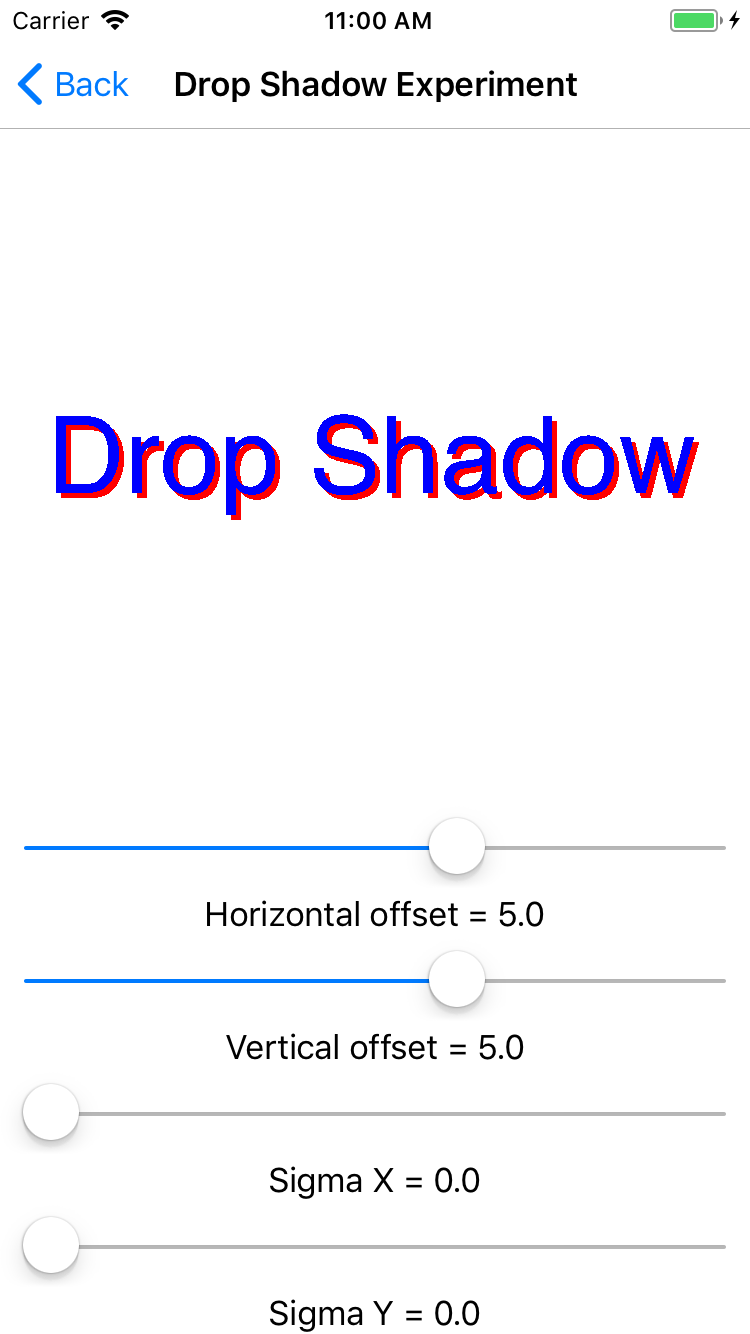 Carrier 11:00 AM
Back Drop Shadow Experiment
Drop Shadow
Horizontal offset = 5.0
Vertical offset = 5.0
Sigma X = 0.0
Sigma Y = 0.0